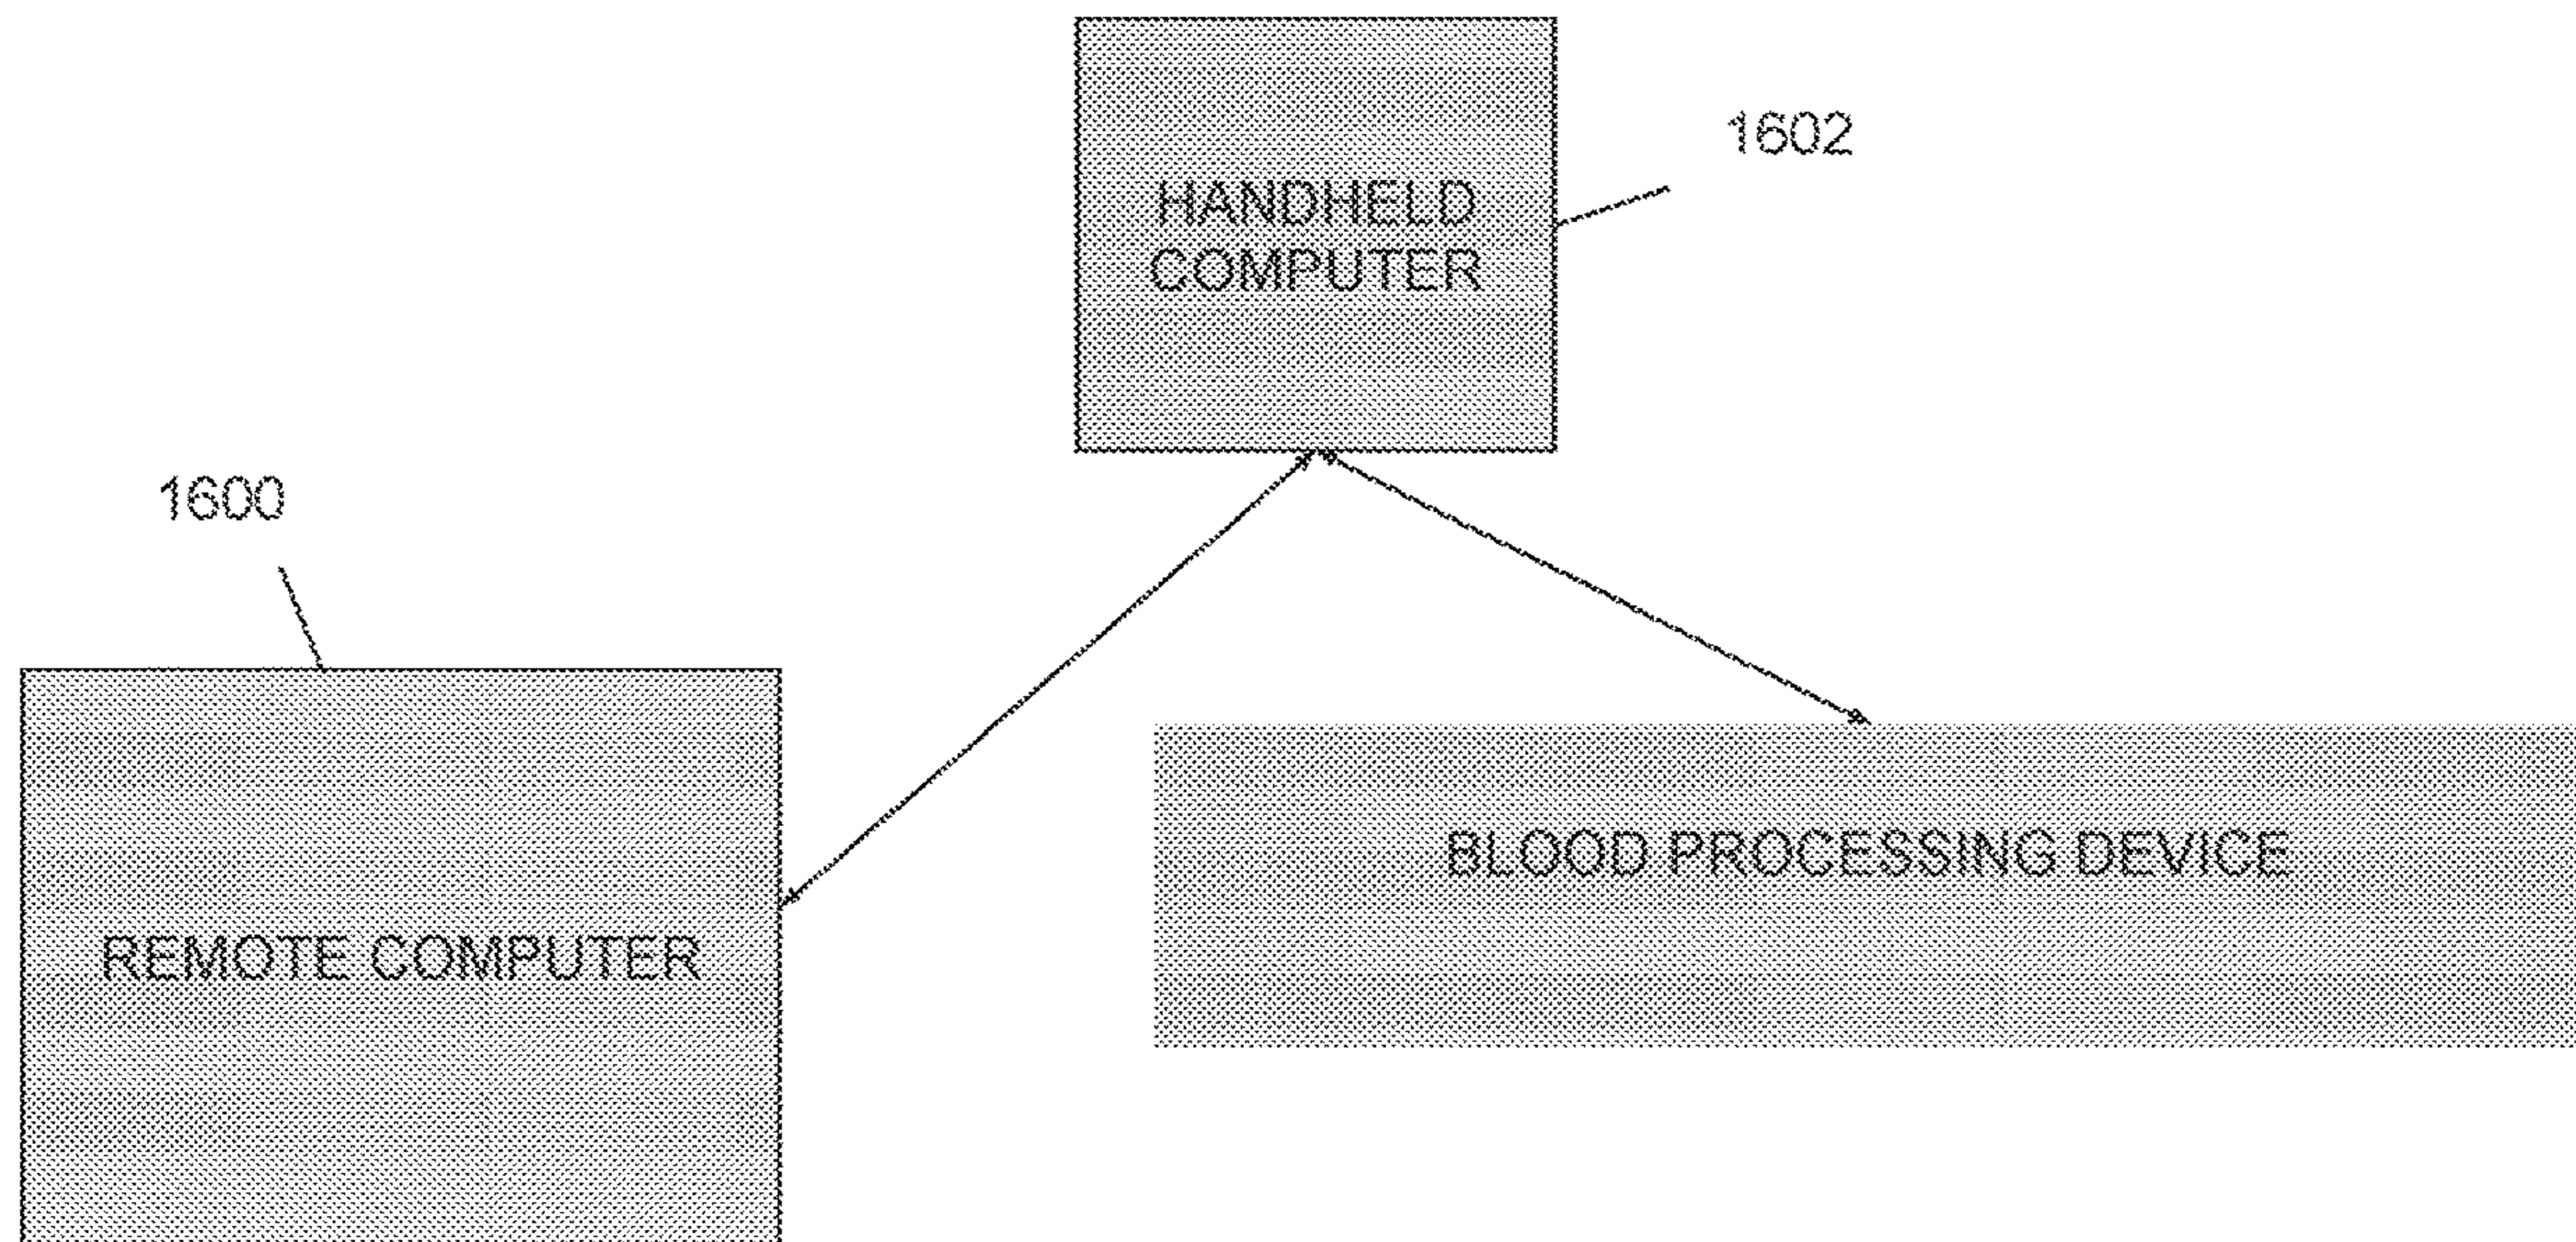 1602
HANDHELD
COMPUTER
1600
BLOOD PROCESSING DEVICE
REMOTE COMPUTER